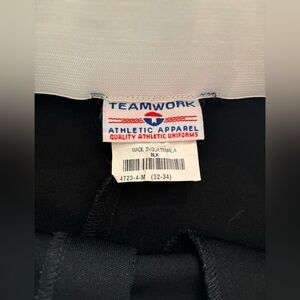 TEAMWORK
ATHLETIC APPAREL
QUALITY ATHLETIC UNIFORMS
MADE IN GUATEMALA
BLK
4723-4-M (32-34)